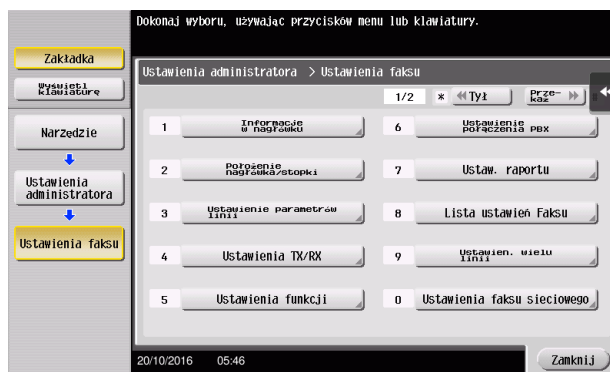 Dokonaj wyboru, używając przycisków menu lub klawiatury.
Zakładka
Wyświetl
klawiaturę
Narzędzie
Ustawienia
administratora
Ustawienia faksu
Ustawienia administratora > Ustawienia faksu
1/2 * Tył Prze-
każ
1 Informacje
w nagłówku
2 Położenie
nagłówka/stopki
3 Ustawienie parametrów
linii
4 Ustawienia TX/RX
5 Ustawienia funkcji
6 Ustawienie
połączenia PBX
7 Ustaw. raportu
8 Lista ustawień Faksu
9 Ustawien. wielu
linii
0 Ustawienia faksu sieciowego
20/10/2016 05:46
Zamknij